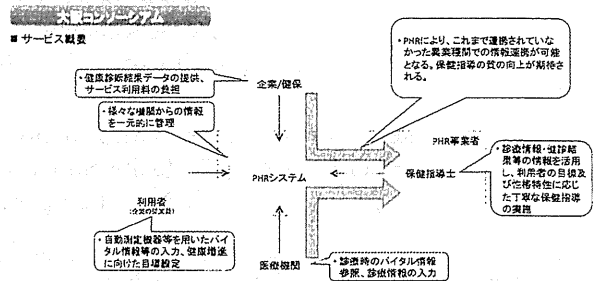 大阪コンソーシアム
■ サービス概要
・健康診断結果データの提供、
サービス利用料の負担
企業/健保
・PHRにより、これまで連携されていな
かった異業種間での情報連携が可能
となる。保健指導の質の向上が期待さ
れる。
・様々な機関からの情報
を一元的に管理
PHR事業者
PHRシステム
保健指導士
・診療情報・健診結
果等の情報を活用
し、利用者の目標及
び性格特性に応じ
た丁寧な保健指導
の実施
利用者
(企業の従業員)
・自動測定機器等を用いたバイ
タル情報等の入力、健康増進
に向けた目標設定
医療機関
・診療時のバイタル情報
参照、診療情報の入力